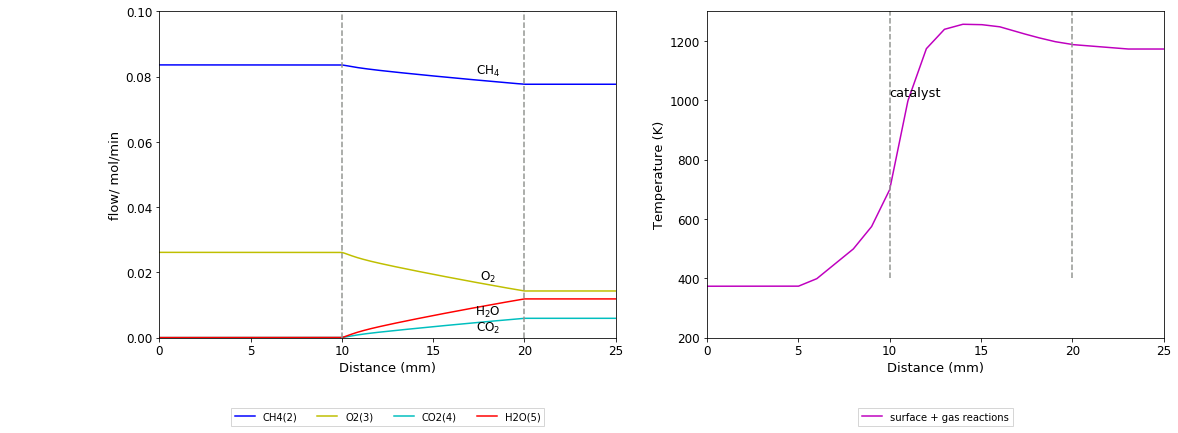 0.10
0.08
0.06
0.04
0.02
0.00
flow/ mol/min
CH4
O2
H2O
CO2
0 5 10 15 20 25
Distance (mm)
CH4(2) O2(3) CO2(4) H2O(5)
1200
1000
800
600
400
200
Temperature (K)
catalyst
0 5 10 15 20 25
Distance (mm)
surface + gas reactions